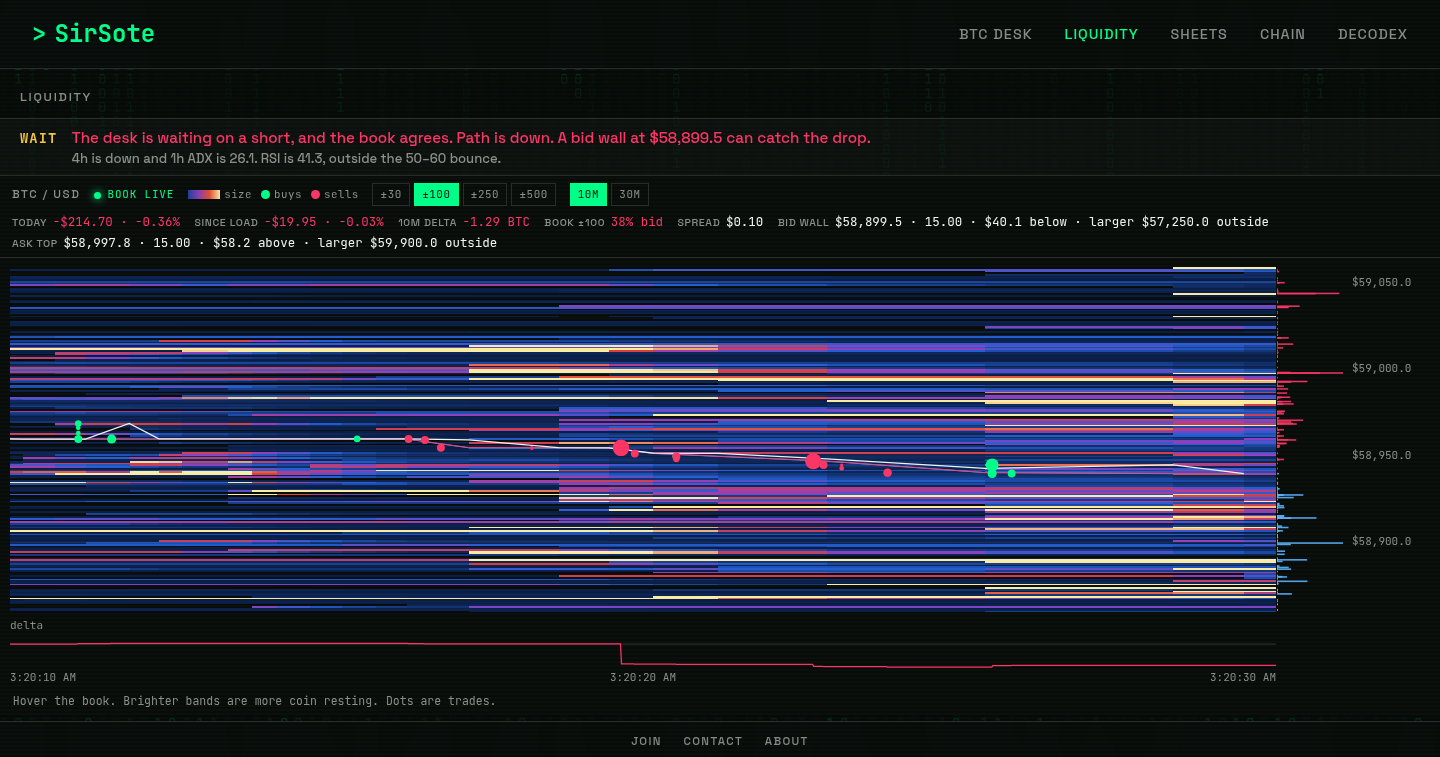 > SirSote
BTC DESK LIQUIDITY SHEETS CHAIN DECODEX
LIQUIDITY
WAIT The desk is waiting on a short, and the book agrees. Path is down. A bid wall at $58,899.5 can catch the drop.
4h is down and 1h ADX is 26.1. RSI is 41.3, outside the 50–60 bounce.
BTC / USD BOOK LIVE size buys sells ±30 ±100 ±250 ±500 10M 30M
TODAY -$214.70 · -0.36% SINCE LOAD -$19.95 · -0.03% 10M DELTA -1.29 BTC BOOK ±100 38% bid SPREAD $0.10 BID WALL $58,899.5 · 15.00 · $40.1 below · larger $57,250.0 outside
ASK TOP $58,997.8 · 15.00 · $58.2 above · larger $59,900.0 outside
$59,050.0
$59,000.0
$58,950.0
$58,900.0
delta
3:20:10 AM 3:20:20 AM 3:20:30 AM
Hover the book. Brighter bands are more coin resting. Dots are trades.
JOIN CONTACT ABOUT